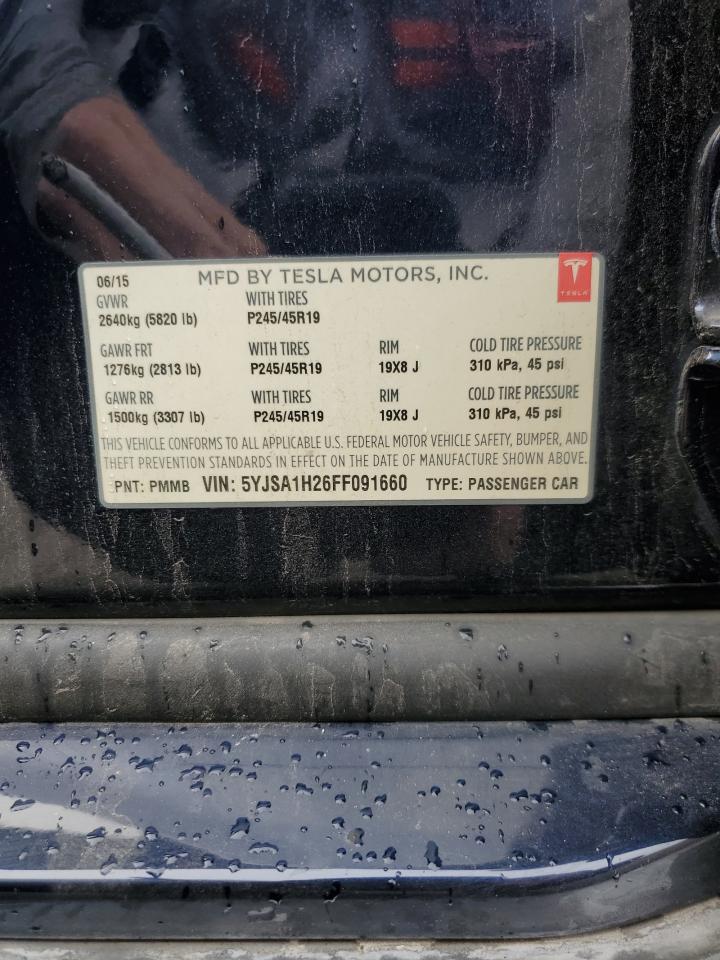 06/15 MFD BY TESLA MOTORS, INC. TESLA
GVWR WITH TIRES
2640kg (5820 lb) P245/45R19
GAWR FRT WITH TIRES RIM COLD TIRE PRESSURE
1276kg (2813 lb) P245/45R19 19X8 J 310 kPa, 45 psi
GAWR RR WITH TIRES RIM COLD TIRE PRESSURE
1500kg (3307 lb) P245/45R19 19X8 J 310 kPa, 45 psi
THIS VEHICLE CONFORMS TO ALL APPLICABLE U.S. FEDERAL MOTOR VEHICLE SAFETY, BUMPER, AND
THEFT PREVENTION STANDARDS IN EFFECT ON THE DATE OF MANUFACTURE SHOWN ABOVE.
PNT: PMMB VIN: 5YJSA1H26FF091660 TYPE: PASSENGER CAR